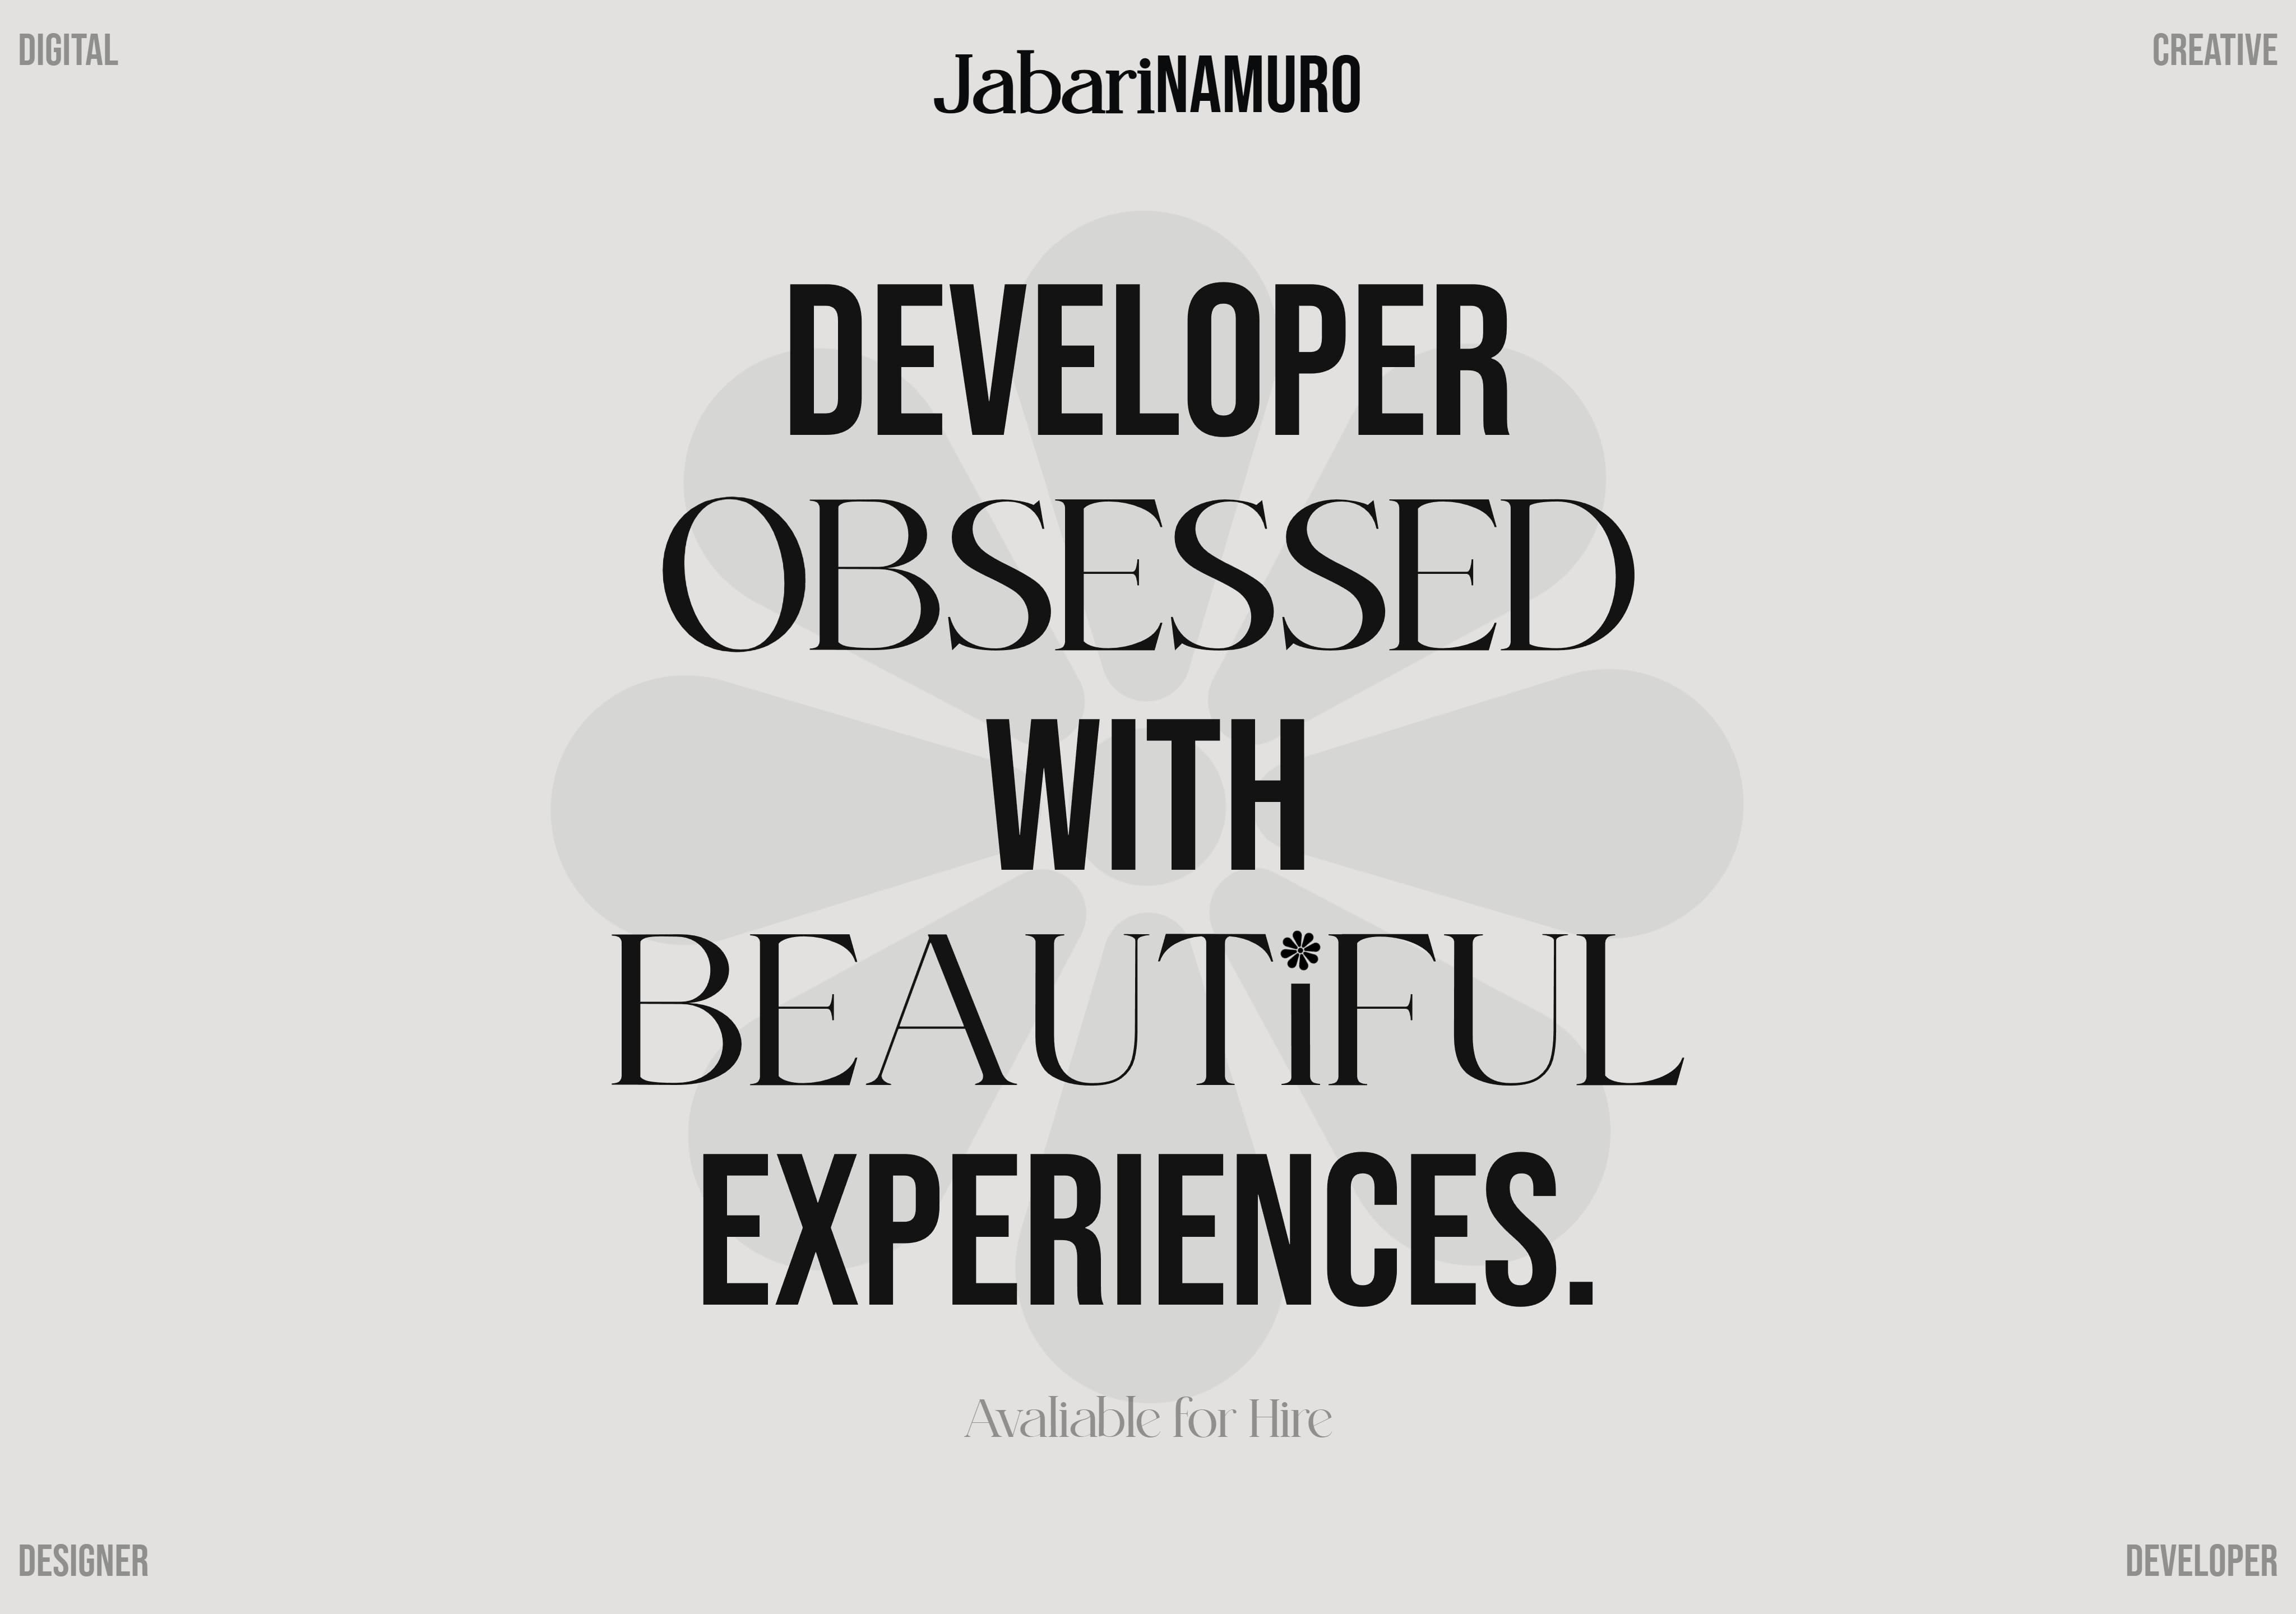 DIGITAL
CREATIVE
JabariNAMURO
DEVELOPER
OBSESSED
WITH
BEAUTiFUL
EXPERIENCES.
Avaliable for Hire
DESIGNER
DEVELOPER